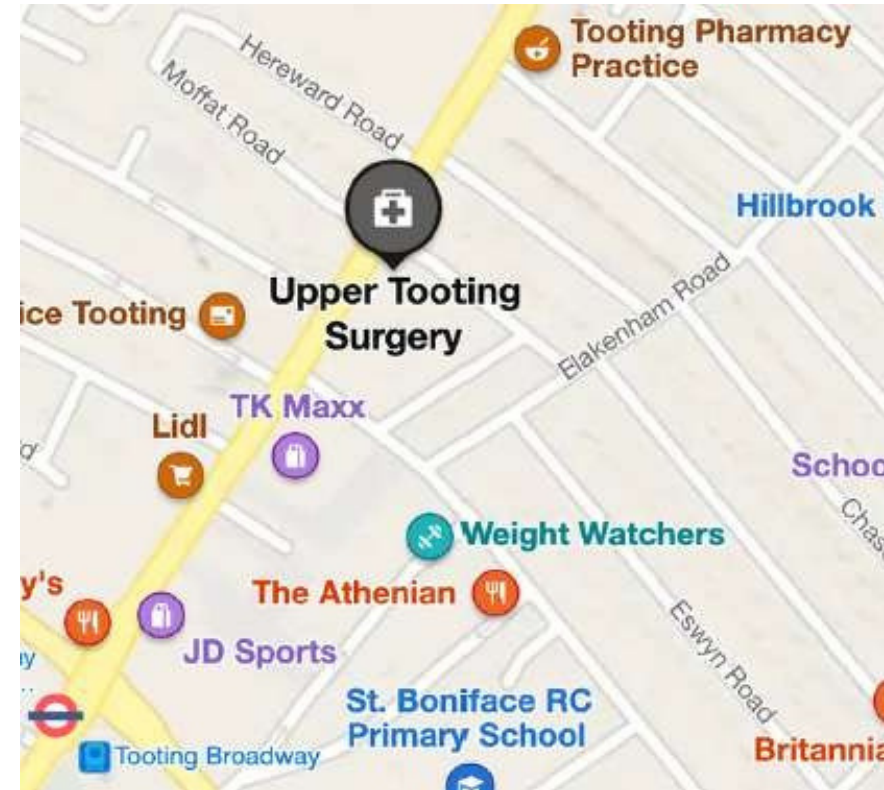 Tooting Pharmacy
Practice
Hereward Road
Moffat Road
Hillbrook
Upper Tooting
Surgery
Elakenham Road
ice Tooting
TK Maxx
Lidl
Schoo
Chas
Weight Watchers
y's
The Athenian
JD Sports
Eswyn Road
St. Boniface RC
Primary School
Tooting Broadway
Britannia